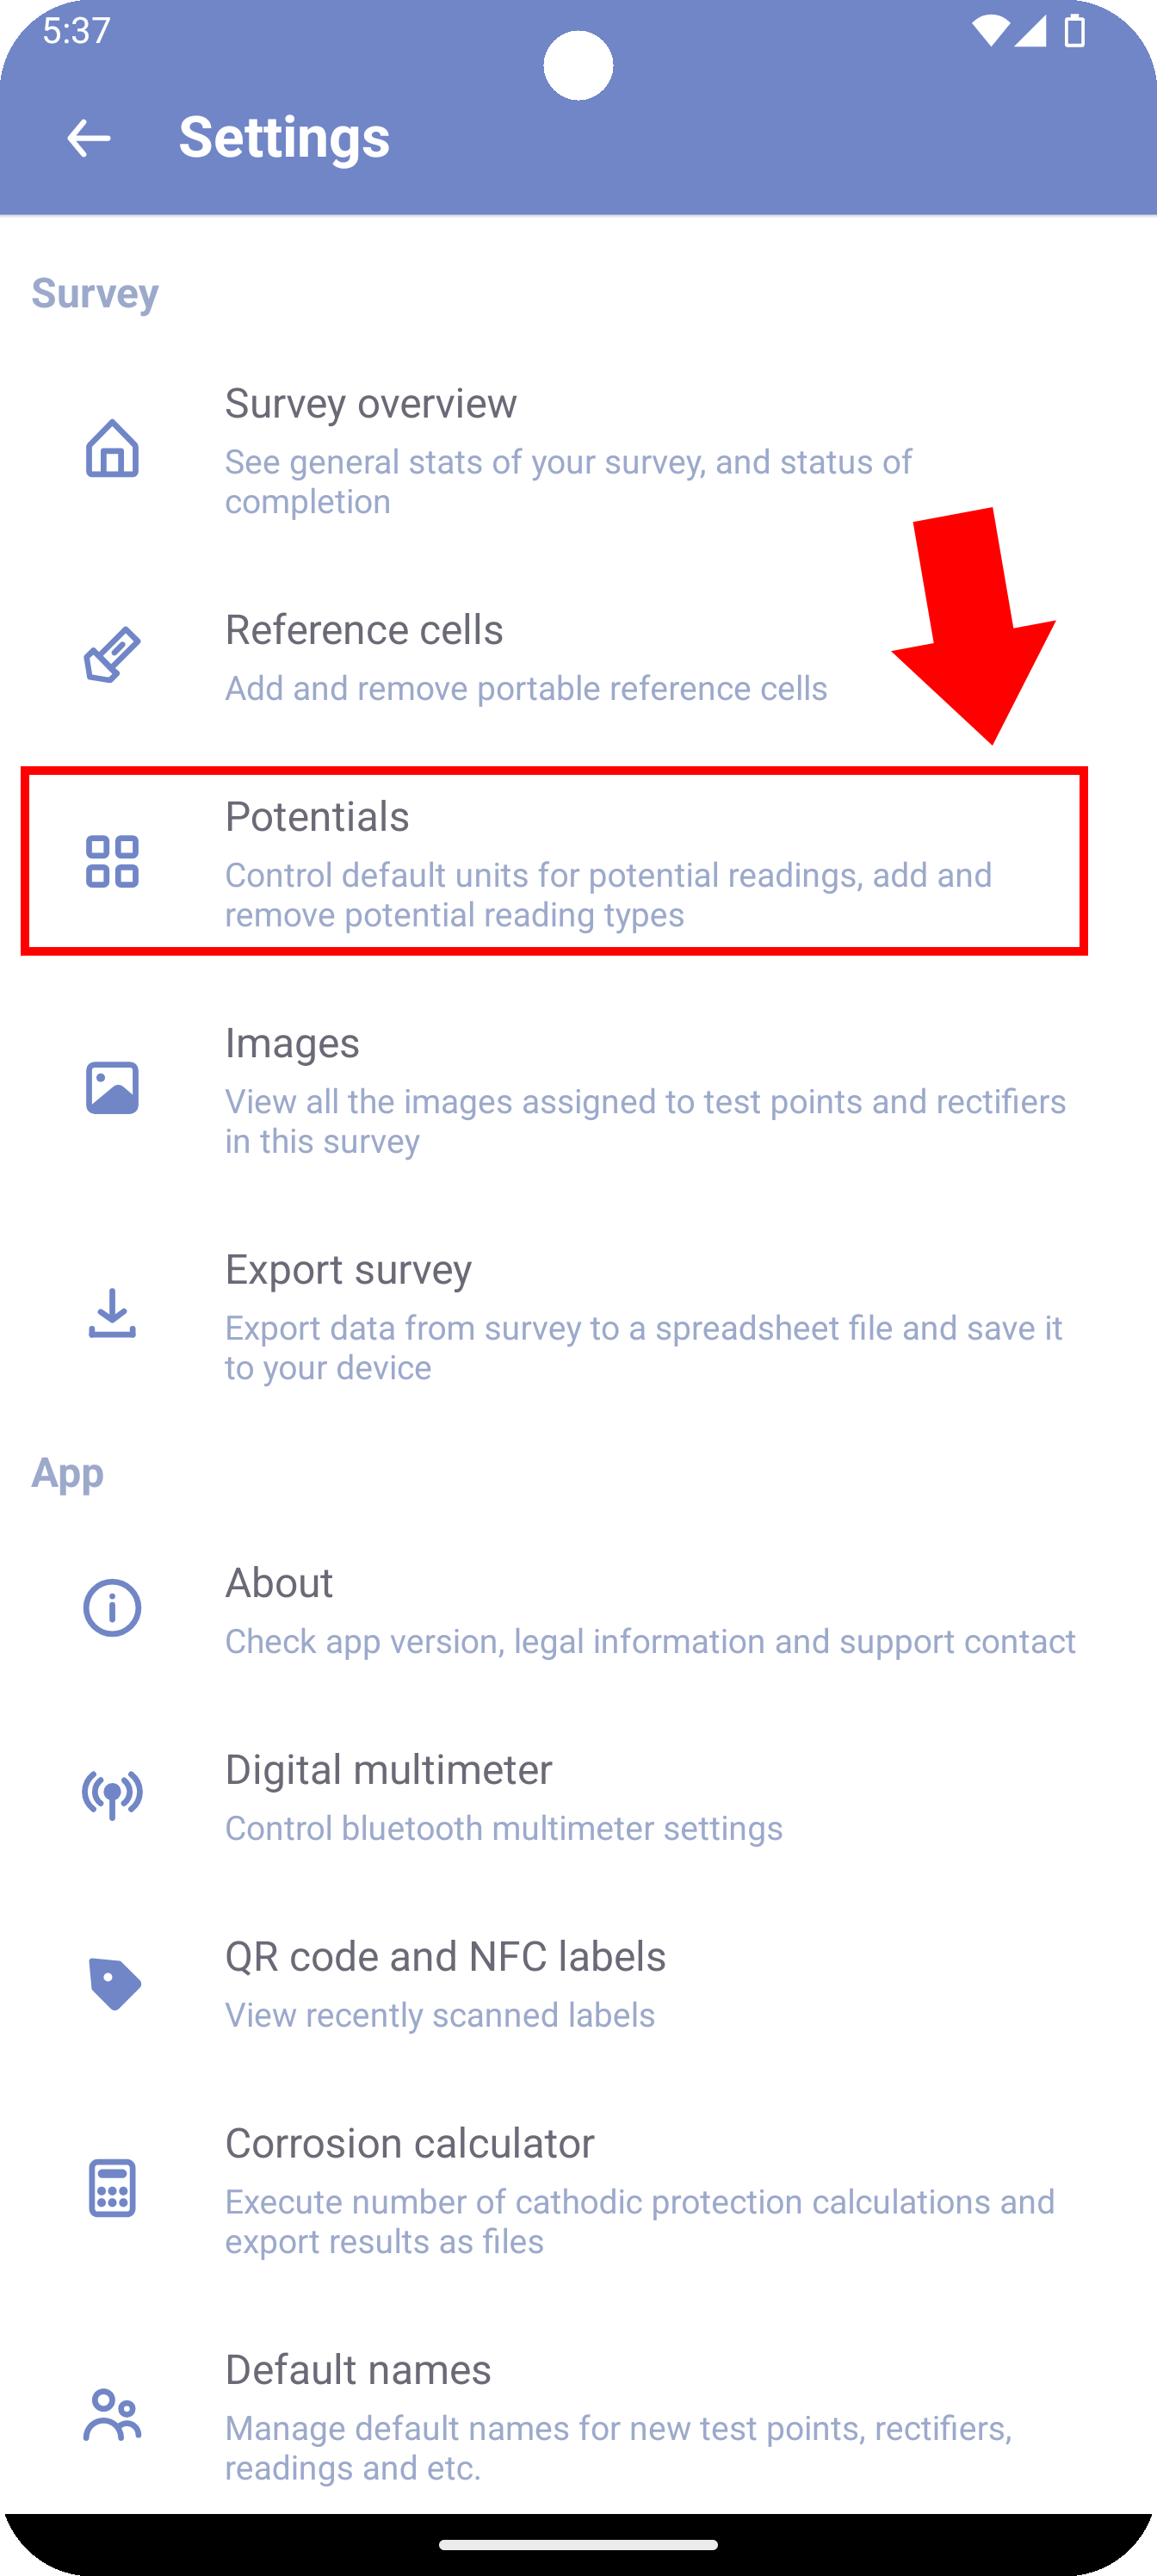 5:37
Settings
Survey
Survey overview
See general stats of your survey, and status of
completion
Reference cells
Add and remove portable reference cells
Potentials
Control default units for potential readings, add and
remove potential reading types
Images
View all the images assigned to test points and rectifiers
in this survey
Export survey
Export data from survey to a spreadsheet file and save it
to your device
App
About
Check app version, legal information and support contact
Digital multimeter
Control bluetooth multimeter settings
QR code and NFC labels
View recently scanned labels
Corrosion calculator
Execute number of cathodic protection calculations and
export results as files
Default names
Manage default names for new test points, rectifiers,
readings and etc.